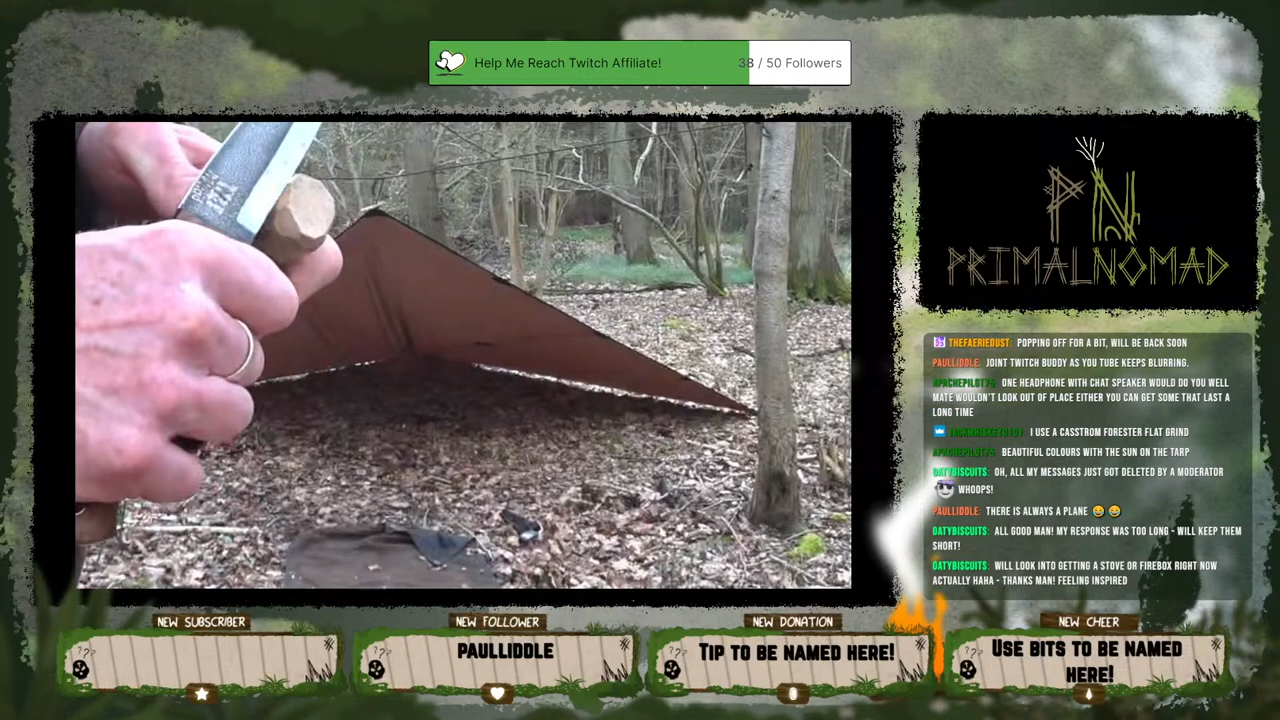 Help Me Reach Twitch Affiliate!
38 / 50 Followers
PN
PRIMALNOMAD
THEFAERIEDUST: POPPING OFF FOR A BIT, WILL BE BACK SOON
PAULLIDDLE: JOINT TWITCH BUDDY AS YOU TUBE KEEPS BLURRING.
APACHEPILOT75: ONE HEADPHONE WITH CHAT SPEAKER WOULD DO YOU WELL
MATE WOULDN'T LOOK OUT OF PLACE EITHER YOU CAN GET SOME THAT LAST A
LONG TIME
I USE A CASSTROM FORESTER FLAT GRIND
APACHEPILOT75: BEAUTIFUL COLOURS WITH THE SUN ON THE TARP
OATYBISCUITS: OH, ALL MY MESSAGES JUST GOT DELETED BY A MODERATOR
WHOOPS!
PAULLIDDLE: THERE IS ALWAYS A PLANE 😂 😂
OATYBISCUITS: ALL GOOD MAN! MY RESPONSE WAS TOO LONG - WILL KEEP THEM
SHORT!
OATYBISCUITS: WILL LOOK INTO GETTING A STOVE OR FIREBOX RIGHT NOW
ACTUALLY HAHA - THANKS MAN! FEELING INSPIRED
NEW SUBSCRIBER
???
NEW FOLLOWER
???
PAULLIDDLE
NEW DONATION
???
TIP TO BE NAMED HERE!
NEW CHEER
???
USE BITS TO BE NAMED
HERE!